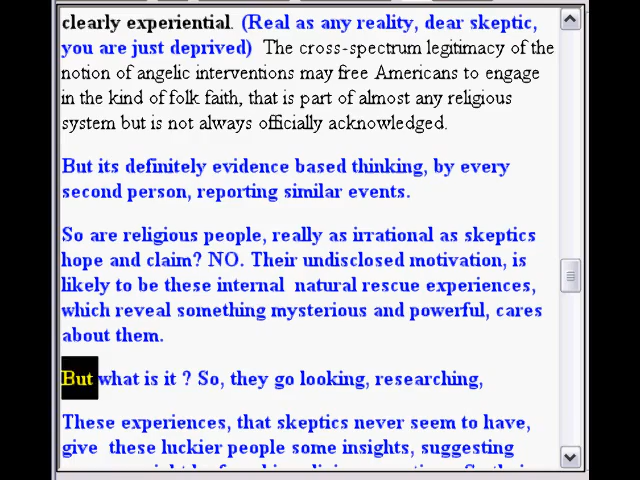 clearly experiential. (Real as any reality, dear skeptic,
you are just deprived) The cross-spectrum legitimacy of the
notion of angelic interventions may free Americans to engage
in the kind of folk faith, that is part of almost any religious
system but is not always officially acknowledged.
But its definitely evidence based thinking, by every
second person, reporting similar events.
So are religious people, really as irrational as skeptics
hope and claim? NO. Their undisclosed motivation, is
likely to be these internal natural rescue experiences,
which reveal something mysterious and powerful, cares
about them.
But what is it ? So, they go looking, researching,
These experiences, that skeptics never seem to have,
give these luckier people some insights, suggesting